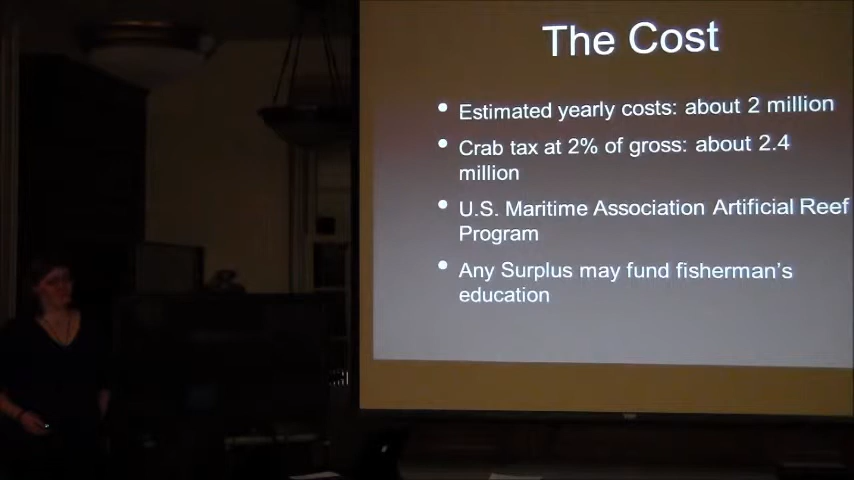 The Cost
• Estimated yearly costs: about 2 million
• Crab tax at 2% of gross: about 2.4
million
• U.S. Maritime Association Artificial Reef
Program
• Any Surplus may fund fisherman's
education